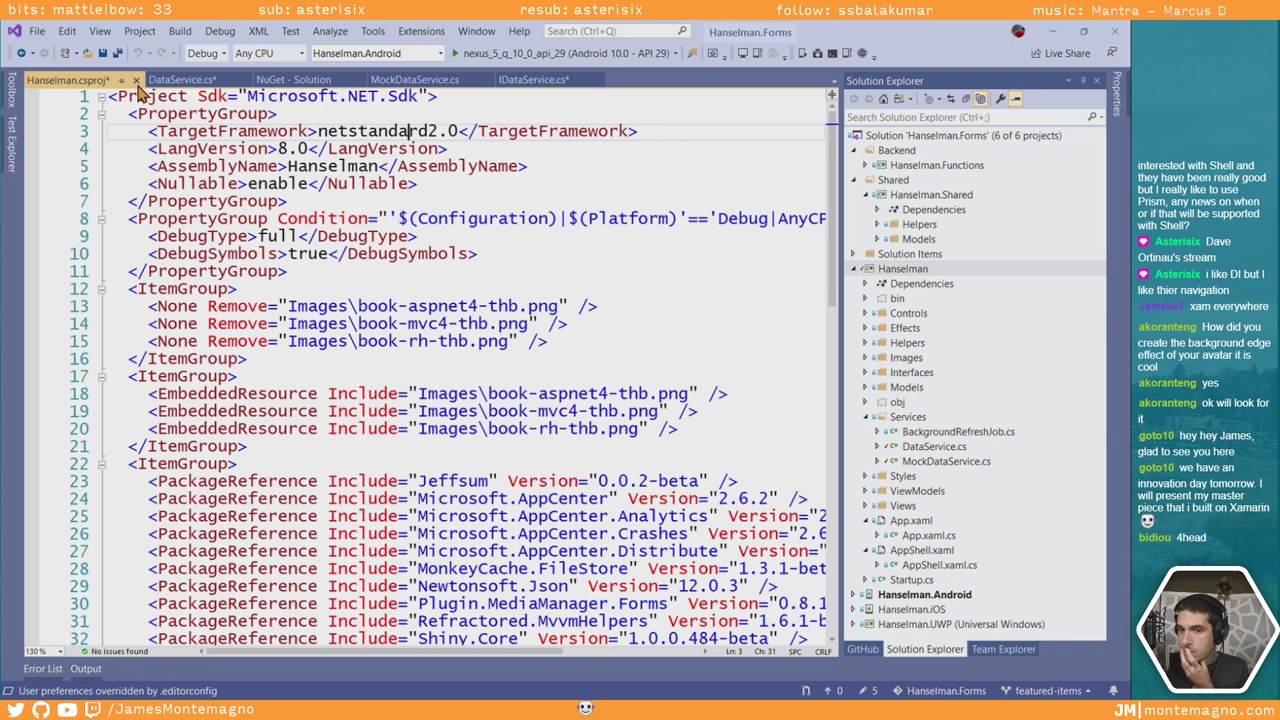 bits: mattleibow: 33
sub: asterisix
resub: asterisix
follow: ssbalakumar
music: Mantra - Marcus D
File Edit View Project Build Debug XML Test Analyze Tools Extensions Window Help Search (Ctrl+Q) Hanselman.Forms
Debug Any CPU Hanselman.Android nexus_5_q_10_0_api_29 (Android 10.0 - API 29) Live Share
Toolbox
Test Explorer
Hanselman.csproj* DataService.cs* NuGet - Solution MockDataService.cs IDataService.cs*
1 <Project Sdk="Microsoft.NET.Sdk">
2 <PropertyGroup>
3 <TargetFramework>netstandard2.0</TargetFramework>
4 <LangVersion>8.0</LangVersion>
5 <AssemblyName>Hanselman</AssemblyName>
6 <Nullable>enable</Nullable>
7 </PropertyGroup>
8 <PropertyGroup Condition="'$(Configuration)|$(Platform)'=='Debug|AnyCP
9 <DebugType>full</DebugType>
10 <DebugSymbols>true</DebugSymbols>
11 </PropertyGroup>
12 <ItemGroup>
13 <None Remove="Images\book-aspnet4-thb.png" />
14 <None Remove="Images\book-mvc4-thb.png" />
15 <None Remove="Images\book-rh-thb.png" />
16 </ItemGroup>
17 <ItemGroup>
18 <EmbeddedResource Include="Images\book-aspnet4-thb.png" />
19 <EmbeddedResource Include="Images\book-mvc4-thb.png" />
20 <EmbeddedResource Include="Images\book-rh-thb.png" />
21 </ItemGroup>
22 <ItemGroup>
23 <PackageReference Include="Jeffsum" Version="0.0.2-beta" />
24 <PackageReference Include="Microsoft.AppCenter" Version="2.6.2" />
25 <PackageReference Include="Microsoft.AppCenter.Analytics" Version="2
26 <PackageReference Include="Microsoft.AppCenter.Crashes" Version="2.6
27 <PackageReference Include="Microsoft.AppCenter.Distribute" Version="
28 <PackageReference Include="MonkeyCache.FileStore" Version="1.3.1-bet
29 <PackageReference Include="Newtonsoft.Json" Version="12.0.3" />
30 <PackageReference Include="Plugin.MediaManager.Forms" Version="0.8.1
31 <PackageReference Include="Refractored.MvvmHelpers" Version="1.6.1-b
32 <PackageReference Include="Shiny.Core" Version="1.0.0.484-beta" />
130 % No issues found Ln: 3 Ch: 31 SPC CRLF
Error List Output
User preferences overridden by .editorconfig 0 5 Hanselman.Forms featured-items
Solution Explorer
Search Solution Explorer (Ctrl+;)
Solution 'Hanselman.Forms' (6 of 6 projects)
Backend
Hanselman.Functions
Shared
Hanselman.Shared
Dependencies
Helpers
Models
Solution Items
Hanselman
Dependencies
bin
Controls
Effects
Helpers
Images
Interfaces
Models
obj
Services
BackgroundRefreshJob.cs
DataService.cs
MockDataService.cs
Styles
ViewModels
Views
App.xaml
App.xaml.cs
AppShell.xaml
AppShell.xaml.cs
Startup.cs
Hanselman.Android
Hanselman.iOS
Hanselman.UWP (Universal Windows)
GitHub Solution Explorer Team Explorer
Properties
interested with Shell and
they have been really good
but I really like to use
Prism, any news on when
or if that will be supported
with Shell?
Asterisix Dave
Ortinau's stream
Asterisix i like DI but I
like thier navigation
Janisku7 xam everywhere
akoranteng How did you
create the background edge
effect of your avatar it is
cool
akoranteng yes
akoranteng ok will look for
it
goto10 hey hey James,
glad to see you here
goto10 we have an
innovation day tomorrow. I
will present my master
piece that i built on Xamarin
bidiou 4head
/JamesMontemagno
JM montemagno.com